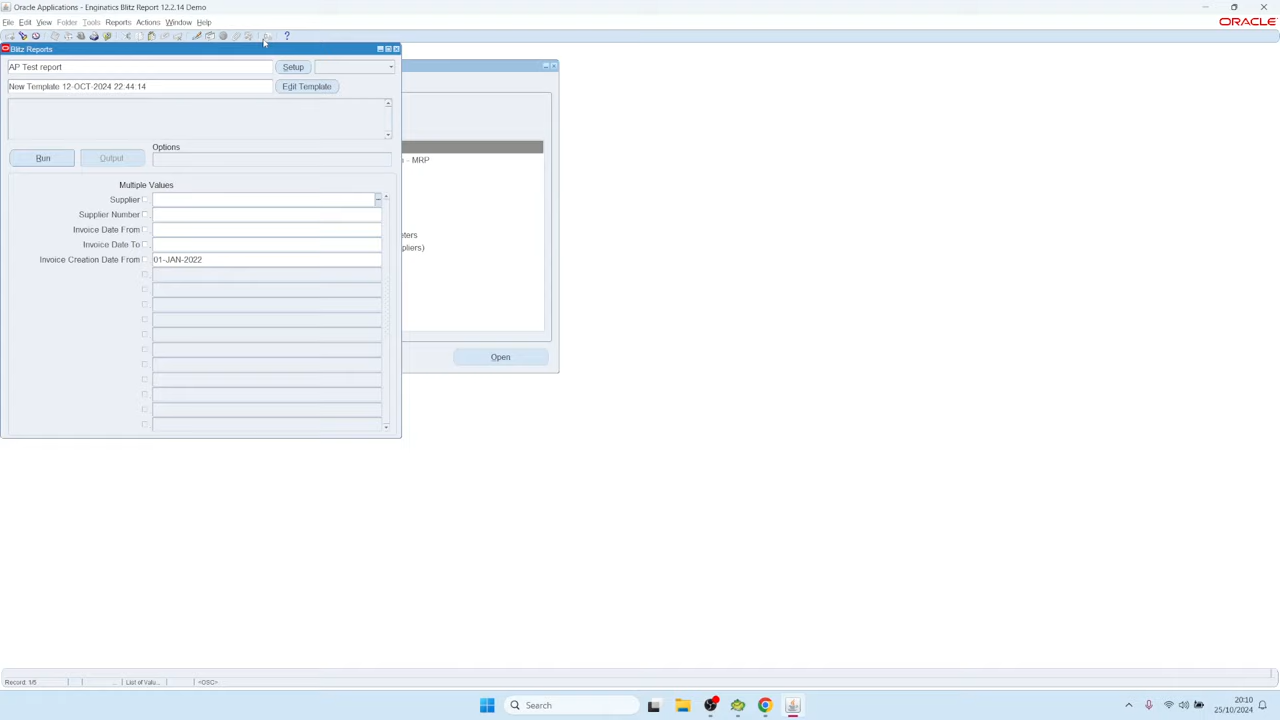 Oracle Applications - Enginatics Blitz Report 12.2.14 Demo
File Edit View Folder Tools Reports Actions Window Help
ORACLE
Blitz Reports
AP Test report
Setup
New Template 12-OCT-2024 22:44:14
Edit Template
Options
Run
Output
- MRP
Multiple Values
Supplier
Supplier Number
Invoice Date From
Invoice Date To
Invoice Creation Date From
01-JAN-2022
eters
pliers)
Open
Record: 1/5
...
List of Valu...
<OSC>
Search
20:10
25/10/2024